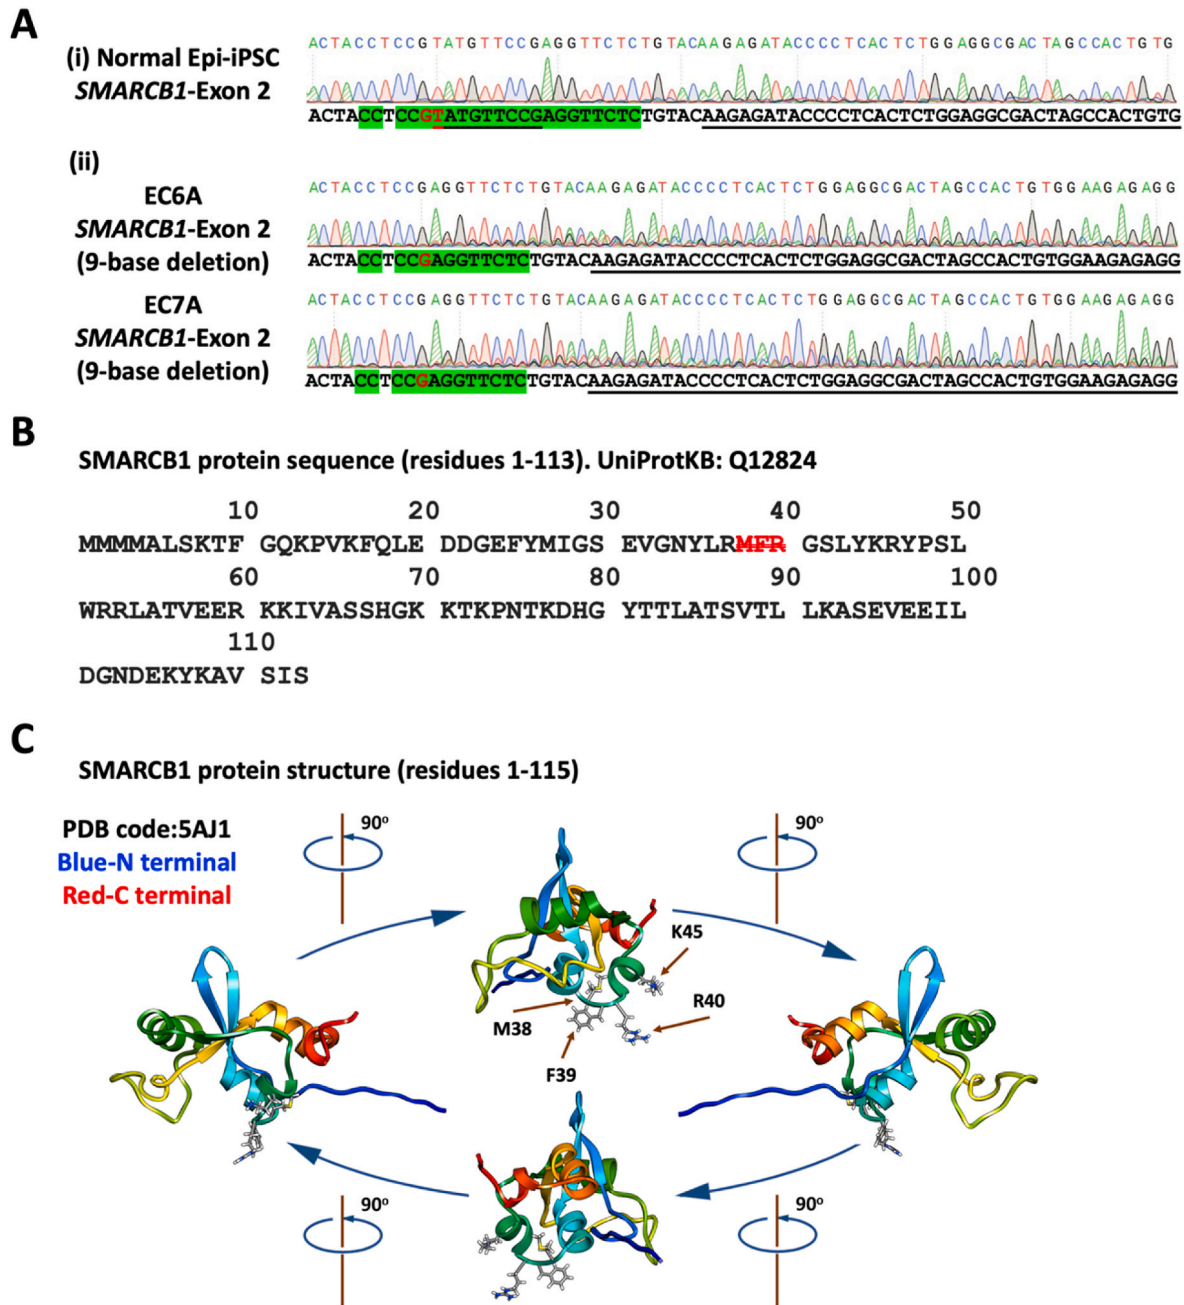 A
(i) Normal Epi-iPSC
SMARCB1-Exon 2
ACTACCTCCGTATGTTCCGAGGTTCTCTGTACAAGAGATACCCCTCACTCTGGAGGCGACTAGCCACTGTG
ACTACCTCCGTATGTTCCGAGGTTCTCTGTACAAGAGATACCCCTCACTCTGGAGGCGACTAGCCACTGTG
(ii)
EC6A
SMARCB1-Exon 2
(9-base deletion)
ACTACCTCCGAGGTTCTCTGTACAAGAGATACCCCTCACTCTGGAGGCGACTAGCCACTGTGGAAGAGAGG
ACTACCTCCGAGGTTCTCTGTACAAGAGATACCCCTCACTCTGGAGGCGACTAGCCACTGTGGAAGAGAGG
EC7A
SMARCB1-Exon 2
(9-base deletion)
ACTACCTCCGAGGTTCTCTGTACAAGAGATACCCCTCACTCTGGAGGCGACTAGCCACTGTGGAAGAGAGG
ACTACCTCCGAGGTTCTCTGTACAAGAGATACCCCTCACTCTGGAGGCGACTAGCCACTGTGGAAGAGAGG
B
SMARCB1 protein sequence (residues 1-113). UniProtKB: Q12824
10 20 30 40 50
MMMMALSKTF GQKPVKFQLE DDGEFYMIGS EVGNYLRMFR GSLYKRYPSL
60 70 80 90 100
WRRLATVEER KKIVASSHGK KTKPNTKDHG YTTLATSVTL LKASEVEEIL
110
DGNDEKYKAV SIS
C
SMARCB1 protein structure (residues 1-115)
PDB code:5AJ1
Blue-N terminal
Red-C terminal
90°
90°
K45
R40
M38
F39
90°
90°